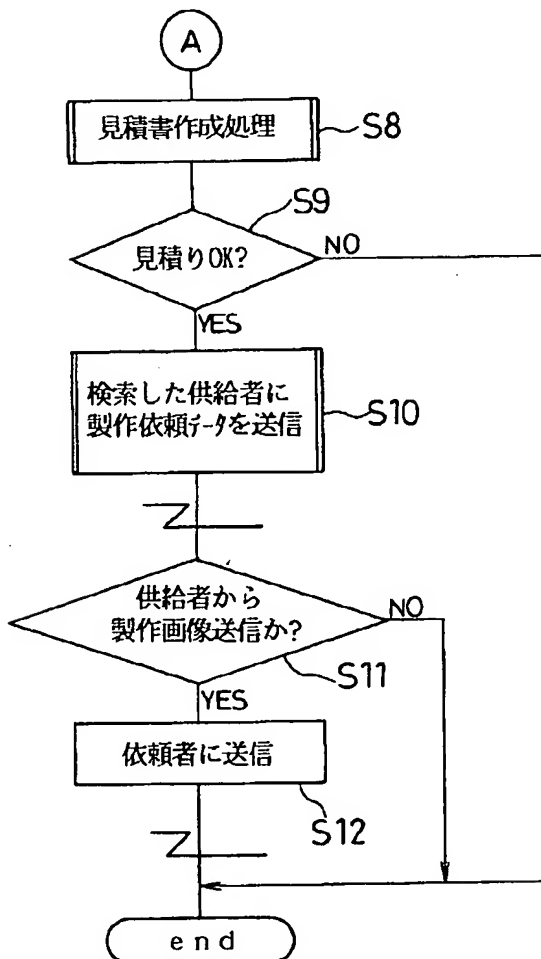 A
見積書作成処理
S8
S9
見積りOK?
NO
YES
検索した供給者に
製作依頼データを送信
S10
供給者から
製作画像送信か?
NO
S11
YES
依頼者に送信
S12
end